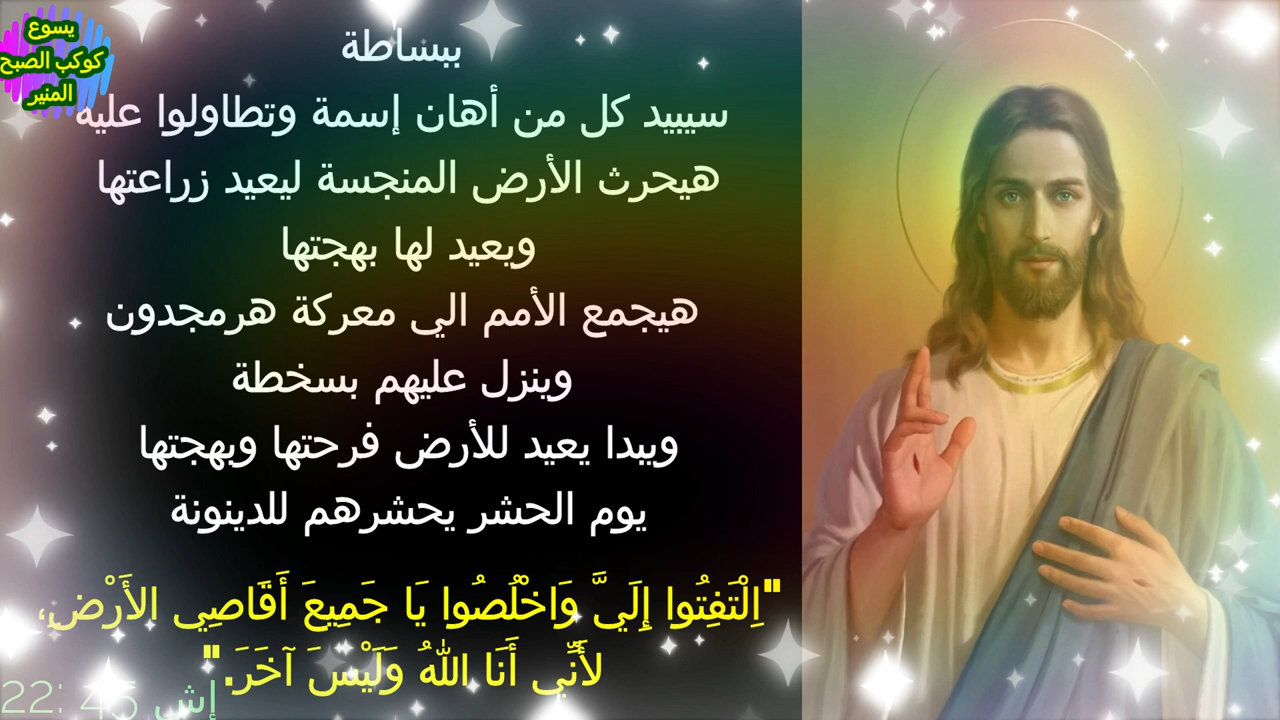 يسوع
كوكب الصبح
المنير
ببساطة
سيبيد كل من أهان إسمة وتطاولوا عليه
هيحرث الأرض المنجسة ليعيد زراعتها
ويعيد لها بهجتها
هيجمع الأمم الي معركة هرمجدون
وينزل عليهم بسخطة
ويبدا يعيد للأرض فرحتها وبهجتها
يوم الحشر يحشرهم للدينونة
"اِلْتَفِتُوا إِلَيَّ وَاخْلُصُوا يَا جَمِيعَ أَقَاصِي الأَرْضِ،
لأَنِّي أَنَا اللهُ وَلَيْسَ آخَرَ."
إش 45 :22